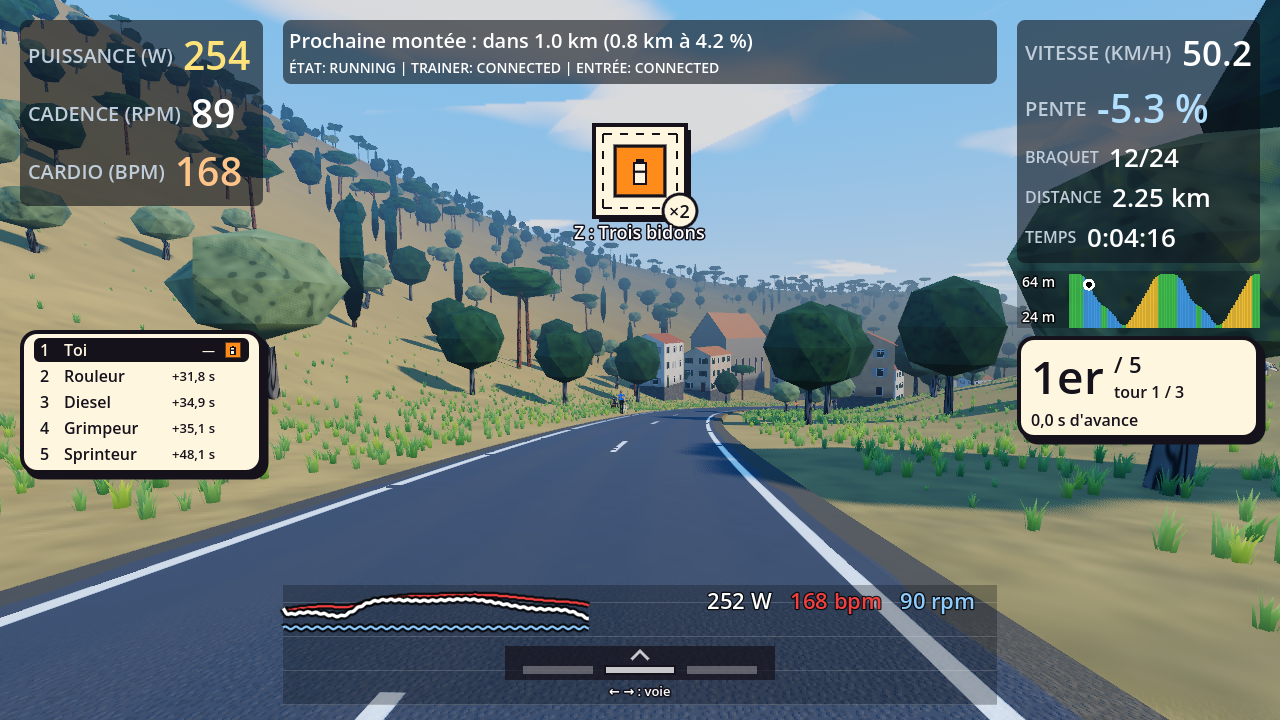 PUISSANCE (W) 254
CADENCE (RPM) 89
CARDIO (BPM) 168
Prochaine montée : dans 1.0 km (0.8 km à 4.2 %)
ÉTAT: RUNNING | TRAINER: CONNECTED | ENTRÉE: CONNECTED
VITESSE (KM/H) 50.2
PENTE -5.3 %
BRAQUET 12/24
DISTANCE 2.25 km
TEMPS 0:04:16
×2
Z : Trois bidons
64 m
24 m
1 Toi —
2 Rouleur +31,8 s
3 Diesel +34,9 s
4 Grimpeur +35,1 s
5 Sprinteur +48,1 s
1er / 5
tour 1 / 3
0,0 s d'avance
252 W 168 bpm 90 rpm
← → : voie